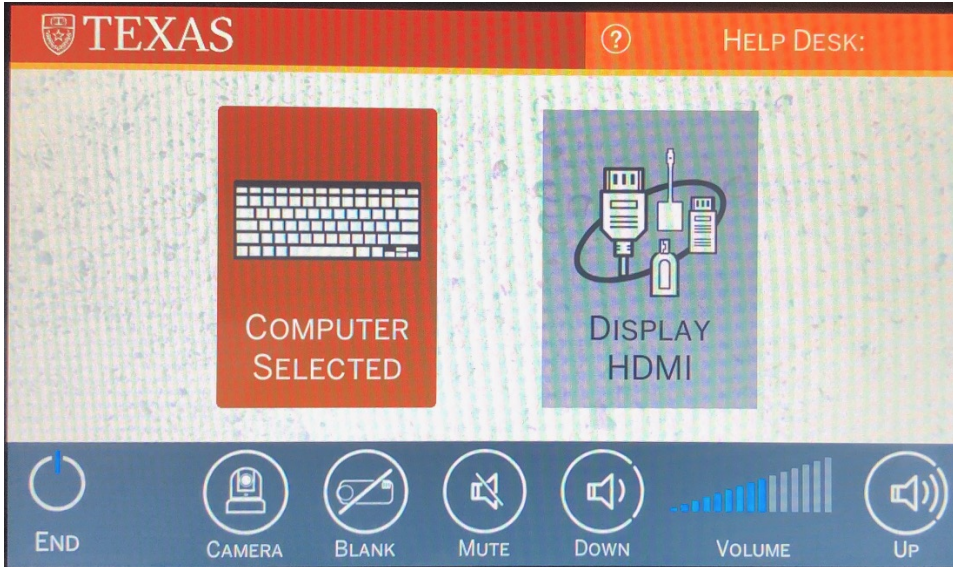 TEXAS
? HELP DESK:
COMPUTER
SELECTED
DISPLAY
HDMI
END
CAMERA
BLANK
MUTE
DOWN
VOLUME
UP